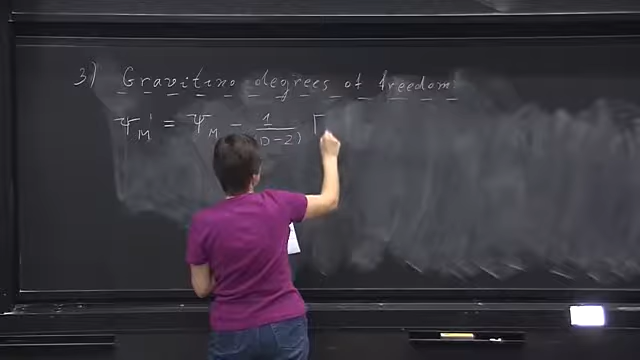 3) Gravitino degrees of freedom
Ψ'_M = Ψ_M - 1/(D-2) Γ